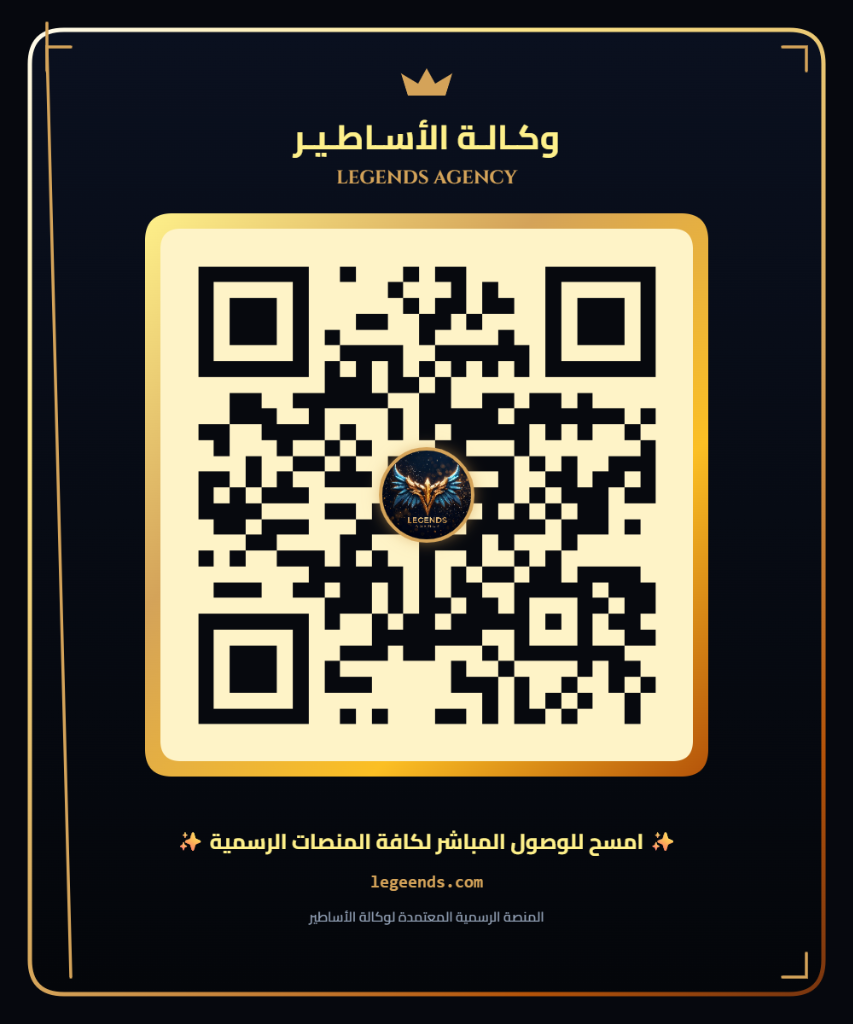 وكالة الأساطير
LEGENDS AGENCY
LEGENDS
✨ امسح للوصول المباشر لكافة المنصات الرسمية ✨
legeends.com
المنصة الرسمية المعتمدة لوكالة الأساطير